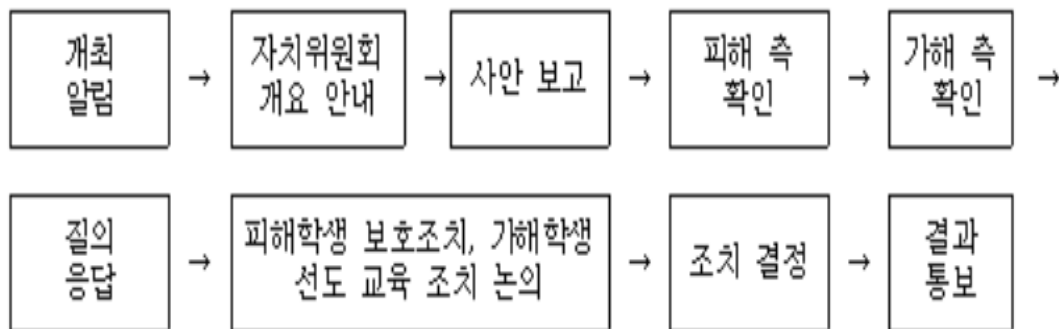 개최
알림
→
자치위원회
개요 안내
→
사안 보고
→
피해 측
확인
→
가해 측
확인
→
질의
응답
→
피해학생 보호조치, 가해학생
선도 교육 조치 논의
→
조치 결정
→
결과
통보